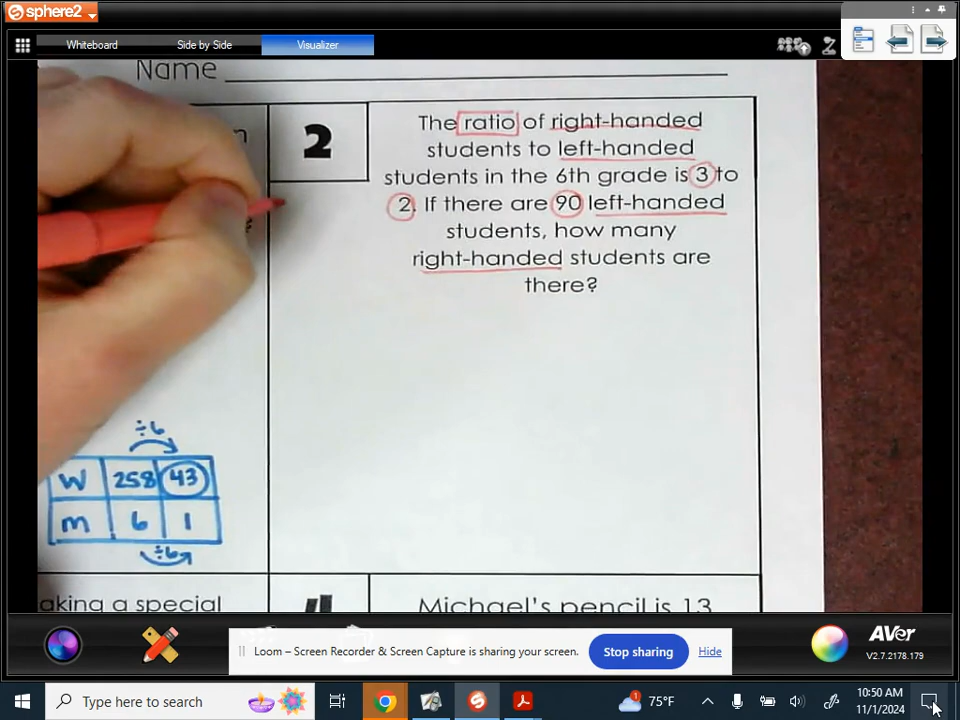 sphere2
Whiteboard
Side by Side
Visualizer
Name
2
The ratio of right-handed
students to left-handed
students in the 6th grade is 3 to
2. If there are 90 left-handed
students, how many
right-handed students are
there?
÷6
W 258 43
m 6 1
÷6
aking a special
4
Michael's pencil is 13
Loom – Screen Recorder & Screen Capture is sharing your screen.
Stop sharing
Hide
AVer
V2.7.2178.179
Type here to search
1
75°F
10:50 AM
11/1/2024